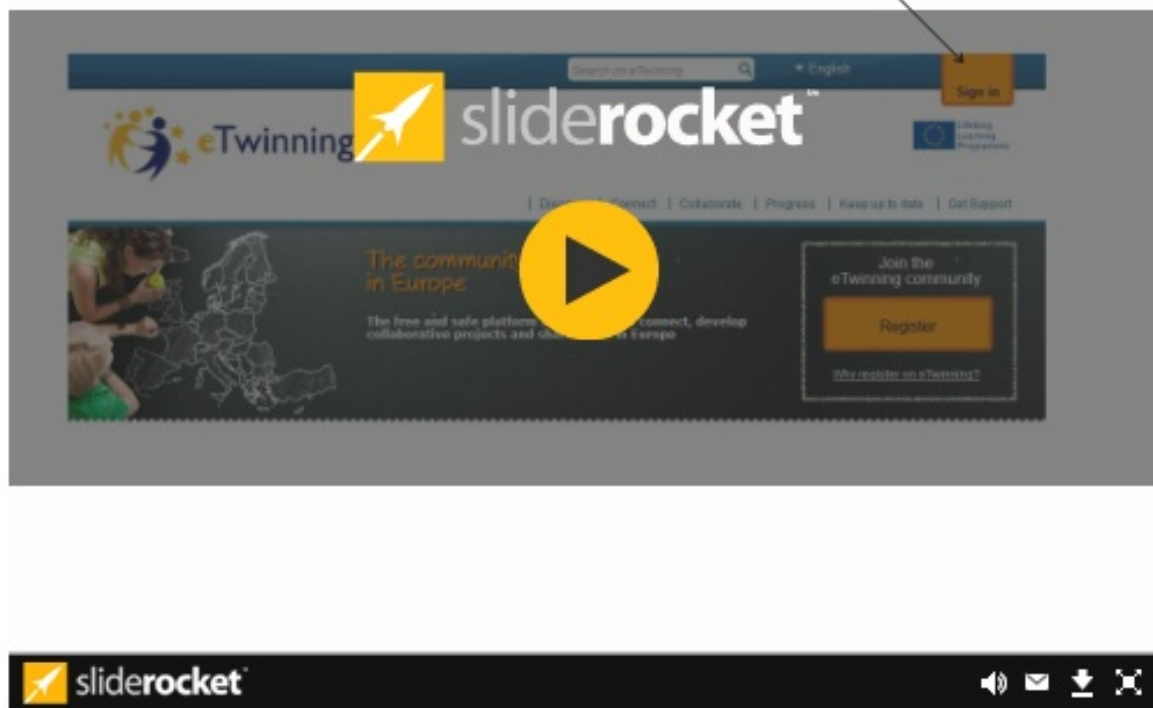 Search on eTwinning
English
Sign in
sliderocket™
eTwinning
Lifelong
Learning
Programme
| Connect | Collaborate | Progress | Keep up to date | Get Support
The community
in Europe
The free and safe platform connect, develop
collaborative projects and in Europe
Join the
eTwinning community
Register
Why register on eTwinning?
sliderocket